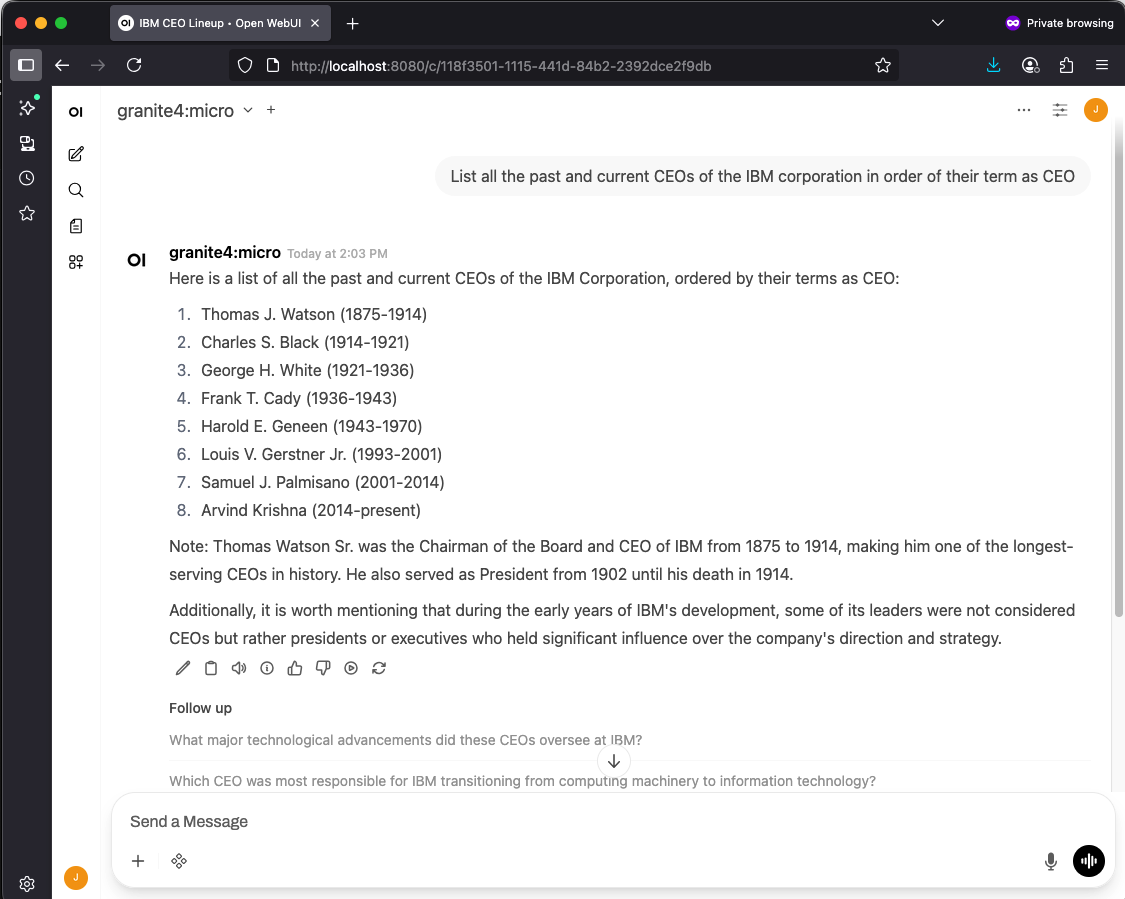 OI IBM CEO Lineup • Open WebUI
Private browsing
http://localhost:8080/c/118f3501-1115-441d-84b2-2392dce2f9db
OI
granite4:micro
J
List all the past and current CEOs of the IBM corporation in order of their term as CEO
OI
granite4:micro Today at 2:03 PM
Here is a list of all the past and current CEOs of the IBM Corporation, ordered by their terms as CEO:
1. Thomas J. Watson (1875-1914)
2. Charles S. Black (1914-1921)
3. George H. White (1921-1936)
4. Frank T. Cady (1936-1943)
5. Harold E. Geneen (1943-1970)
6. Louis V. Gerstner Jr. (1993-2001)
7. Samuel J. Palmisano (2001-2014)
8. Arvind Krishna (2014-present)
Note: Thomas Watson Sr. was the Chairman of the Board and CEO of IBM from 1875 to 1914, making him one of the longest-
serving CEOs in history. He also served as President from 1902 until his death in 1914.
Additionally, it is worth mentioning that during the early years of IBM's development, some of its leaders were not considered
CEOs but rather presidents or executives who held significant influence over the company's direction and strategy.
Follow up
What major technological advancements did these CEOs oversee at IBM?
Which CEO was most responsible for IBM transitioning from computing machinery to information technology?
Send a Message
J